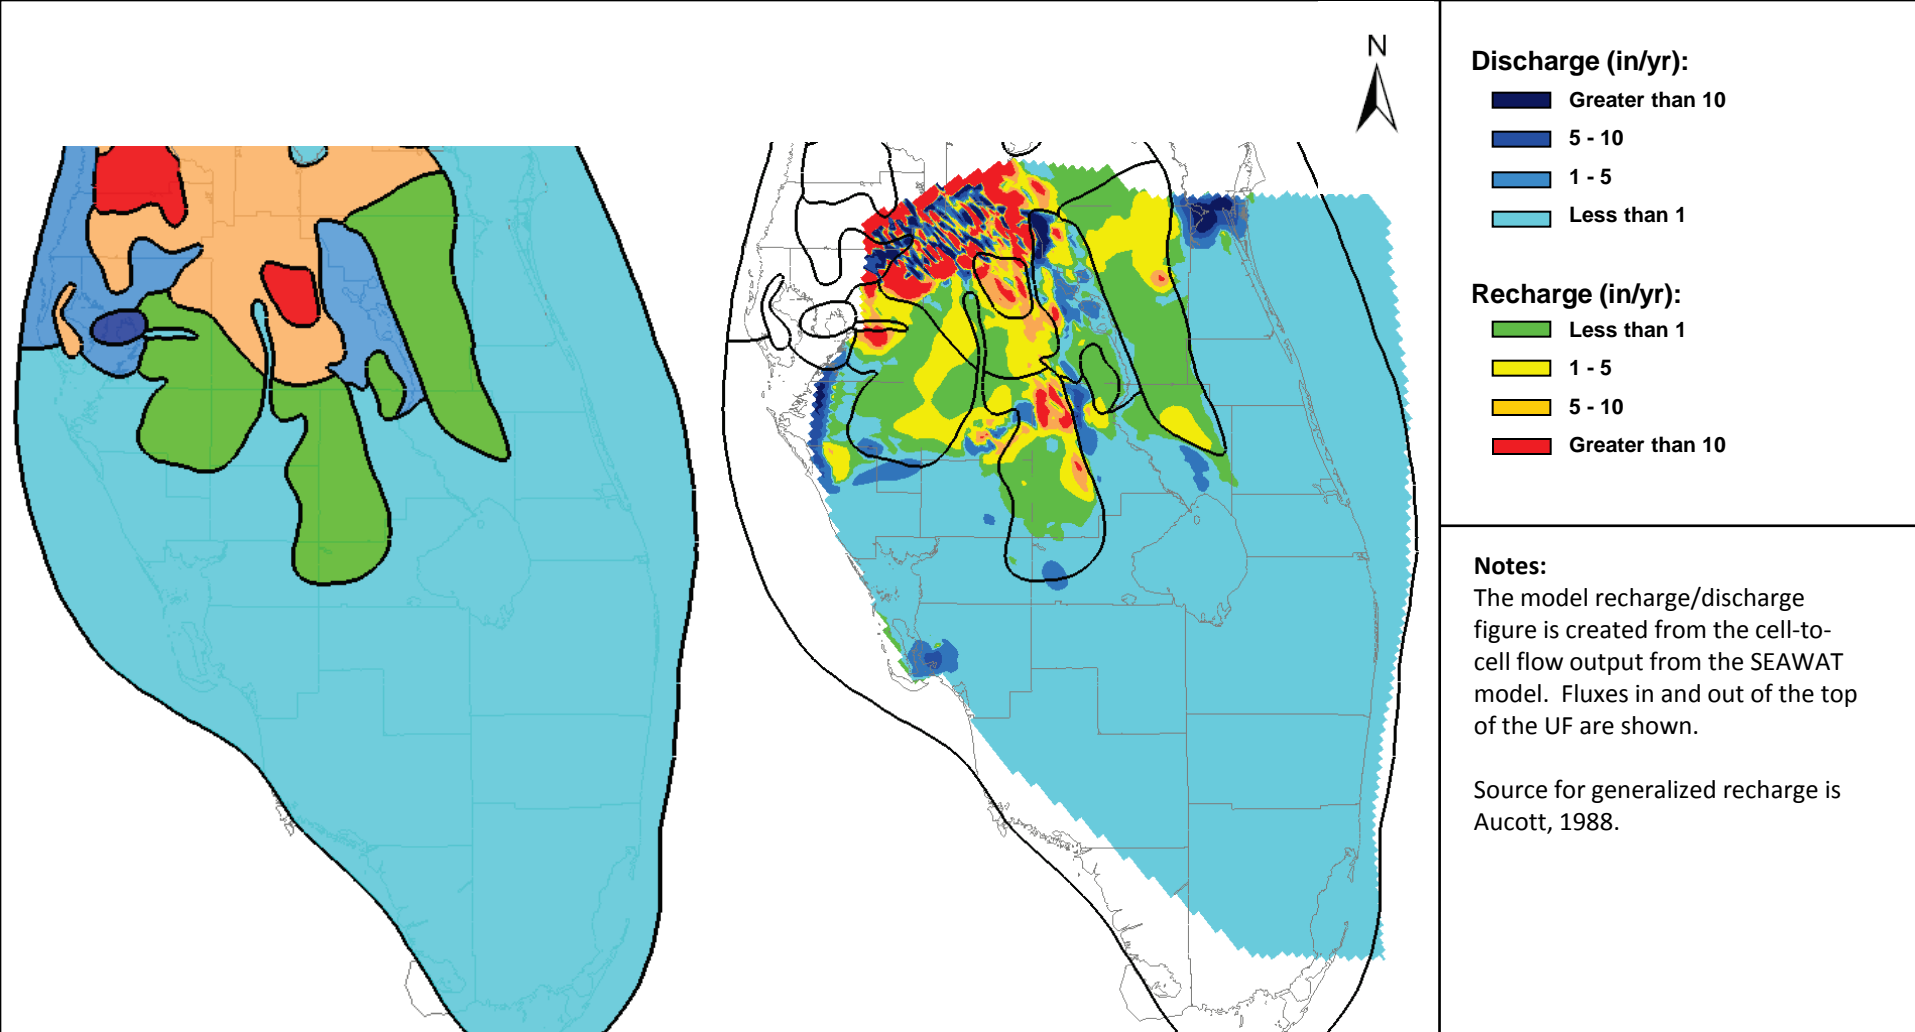 N
Discharge (in/yr):
Greater than 10
5 - 10
1 - 5
Less than 1
Recharge (in/yr):
Less than 1
1 - 5
5 - 10
Greater than 10
Notes:
The model recharge/discharge
figure is created from the cell-to-
cell flow output from the SEAWAT
model.  Fluxes in and out of the top
of the UF are shown.
Source for generalized recharge is
Aucott, 1988.